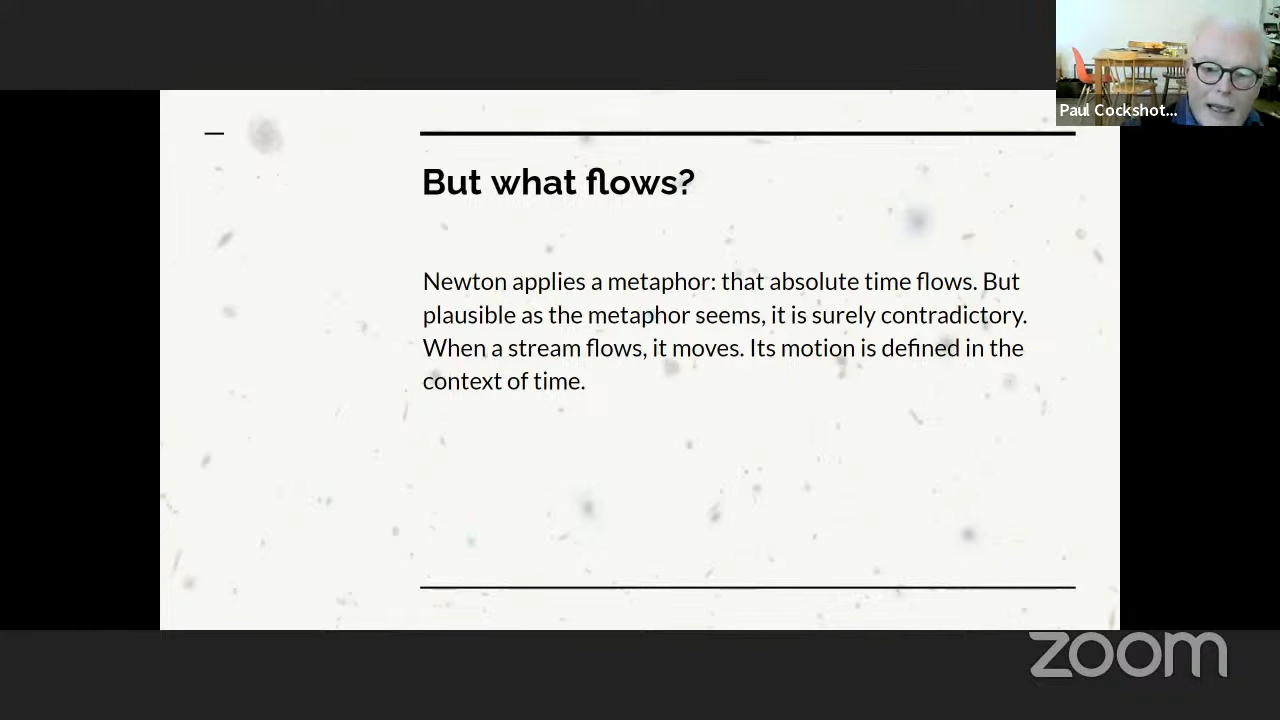 Paul Cockshot...
But what flows?
Newton applies a metaphor: that absolute time flows. But
plausible as the metaphor seems, it is surely contradictory.
When a stream flows, it moves. Its motion is defined in the
context of time.
zoom